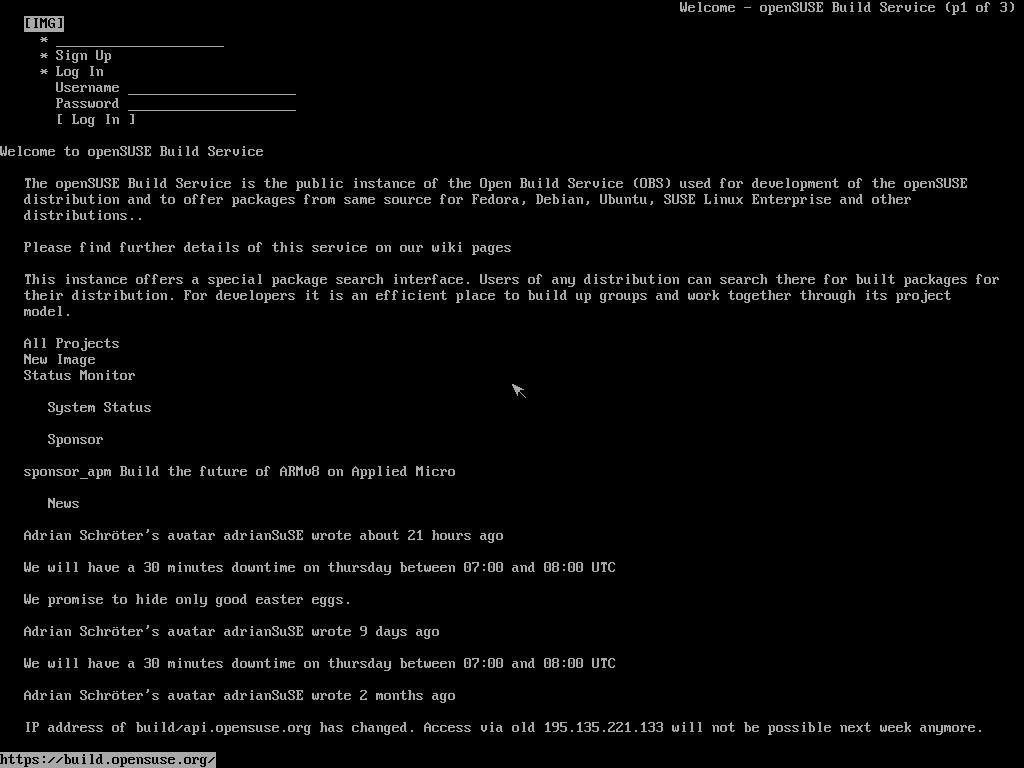 Welcome - openSUSE Build Service (p1 of 3)
[IMG]
* _____________________
* Sign Up
* Log In
Username _____________________
Password _____________________
[ Log In ]
Welcome to openSUSE Build Service
The openSUSE Build Service is the public instance of the Open Build Service (OBS) used for development of the openSUSE
distribution and to offer packages from same source for Fedora, Debian, Ubuntu, SUSE Linux Enterprise and other
distributions..
Please find further details of this service on our wiki pages
This instance offers a special package search interface. Users of any distribution can search there for built packages for
their distribution. For developers it is an efficient place to build up groups and work together through its project
model.
All Projects
New Image
Status Monitor
System Status
Sponsor
sponsor_apm Build the future of ARMv8 on Applied Micro
News
Adrian Schröter's avatar adrianSuSE wrote about 21 hours ago
We will have a 30 minutes downtime on thursday between 07:00 and 08:00 UTC
We promise to hide only good easter eggs.
Adrian Schröter's avatar adrianSuSE wrote 9 days ago
We will have a 30 minutes downtime on thursday between 07:00 and 08:00 UTC
Adrian Schröter's avatar adrianSuSE wrote 2 months ago
IP address of build/api.opensuse.org has changed. Access via old 195.135.221.133 will not be possible next week anymore.
https://build.opensuse.org/